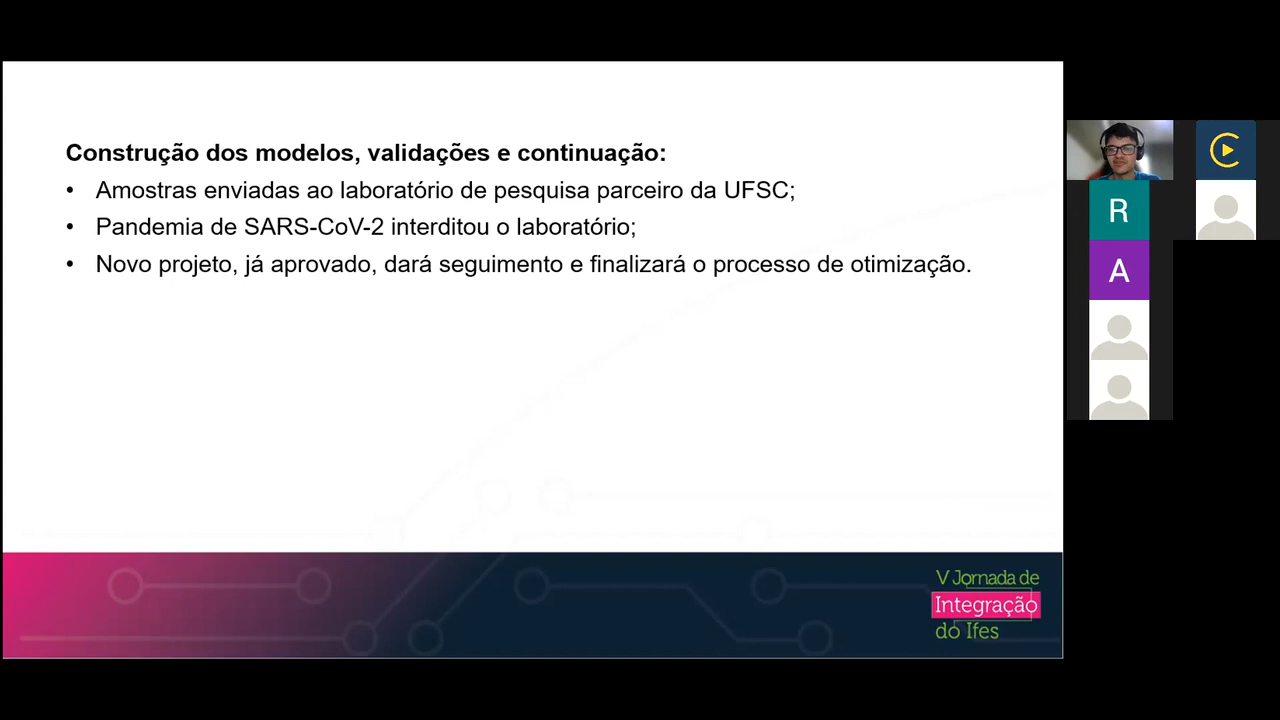 Construção dos modelos, validações e continuação:
• Amostras enviadas ao laboratório de pesquisa parceiro da UFSC;
• Pandemia de SARS-CoV-2 interditou o laboratório;
• Novo projeto, já aprovado, dará seguimento e finalizará o processo de otimização.
R
A
V Jornada de
Integração
do Ifes